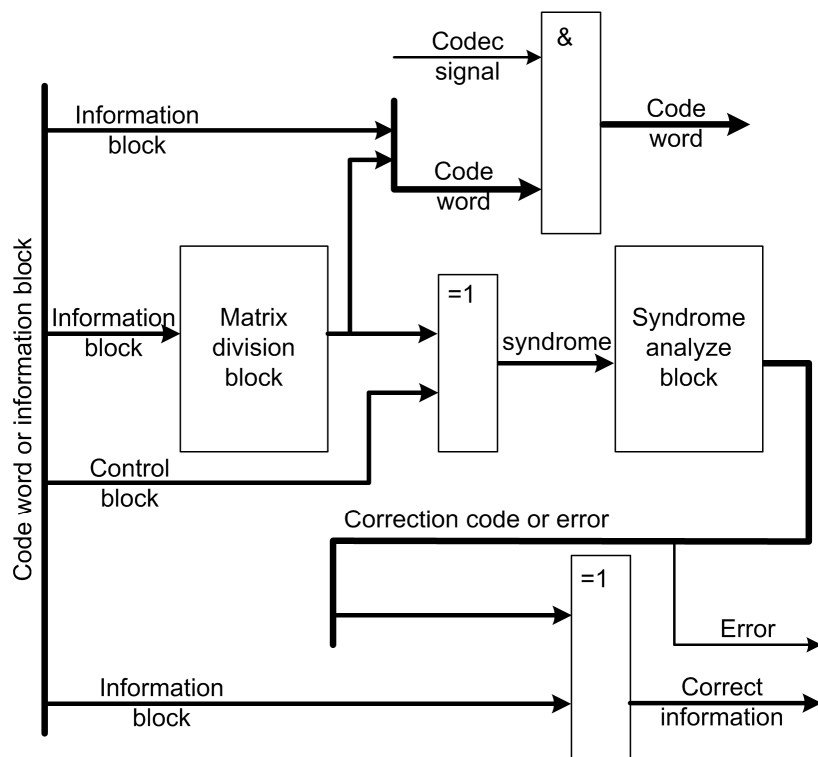 &
Codec
signal
Information
block
Code
word
Code
word
Code word or information block
=1
Information
block
Matrix
division
block
syndrome
Syndrome
analyze
block
Control
block
Correction code or error
=1
Error
Information
block
Correct
information